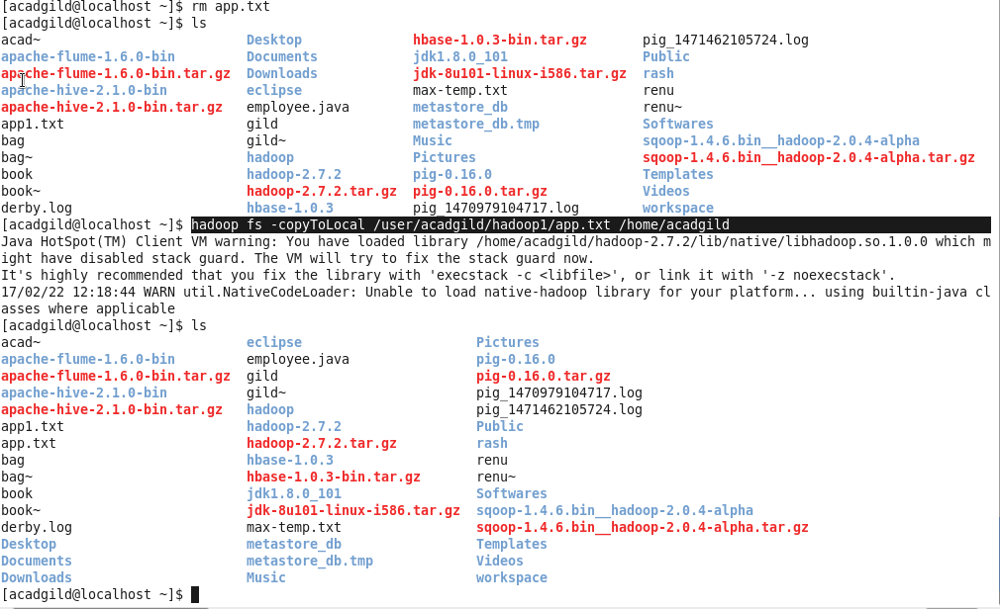 [acadgild@localhost ~]$ rm app.txt
[acadgild@localhost ~]$ ls
acad~ Desktop hbase-1.0.3-bin.tar.gz pig_1471462105724.log
apache-flume-1.6.0-bin Documents jdk1.8.0_101 Public
apache-flume-1.6.0-bin.tar.gz Downloads jdk-8u101-linux-i586.tar.gz rash
apache-hive-2.1.0-bin eclipse max-temp.txt renu
apache-hive-2.1.0-bin.tar.gz employee.java metastore_db renu~
app1.txt gild metastore_db.tmp Softwares
bag gild~ Music sqoop-1.4.6.bin__hadoop-2.0.4-alpha
bag~ hadoop Pictures sqoop-1.4.6.bin__hadoop-2.0.4-alpha.tar.gz
book hadoop-2.7.2 pig-0.16.0 Templates
book~ hadoop-2.7.2.tar.gz pig-0.16.0.tar.gz Videos
derby.log hbase-1.0.3 pig_1470979104717.log workspace
[acadgild@localhost ~]$ hadoop fs -copyToLocal /user/acadgild/hadoop1/app.txt /home/acadgild
Java HotSpot(TM) Client VM warning: You have loaded library /home/acadgild/hadoop-2.7.2/lib/native/libhadoop.so.1.0.0 which m
ight have disabled stack guard. The VM will try to fix the stack guard now.
It's highly recommended that you fix the library with 'execstack -c <libfile>', or link it with '-z noexecstack'.
17/02/22 12:18:44 WARN util.NativeCodeLoader: Unable to load native-hadoop library for your platform... using builtin-java cl
asses where applicable
[acadgild@localhost ~]$ ls
acad~ eclipse Pictures
apache-flume-1.6.0-bin employee.java pig-0.16.0
apache-flume-1.6.0-bin.tar.gz gild pig-0.16.0.tar.gz
apache-hive-2.1.0-bin gild~ pig_1470979104717.log
apache-hive-2.1.0-bin.tar.gz hadoop pig_1471462105724.log
app1.txt hadoop-2.7.2 Public
app.txt hadoop-2.7.2.tar.gz rash
bag hbase-1.0.3 renu
bag~ hbase-1.0.3-bin.tar.gz renu~
book jdk1.8.0_101 Softwares
book~ jdk-8u101-linux-i586.tar.gz sqoop-1.4.6.bin__hadoop-2.0.4-alpha
derby.log max-temp.txt sqoop-1.4.6.bin__hadoop-2.0.4-alpha.tar.gz
Desktop metastore_db Templates
Documents metastore_db.tmp Videos
Downloads Music workspace
[acadgild@localhost ~]$